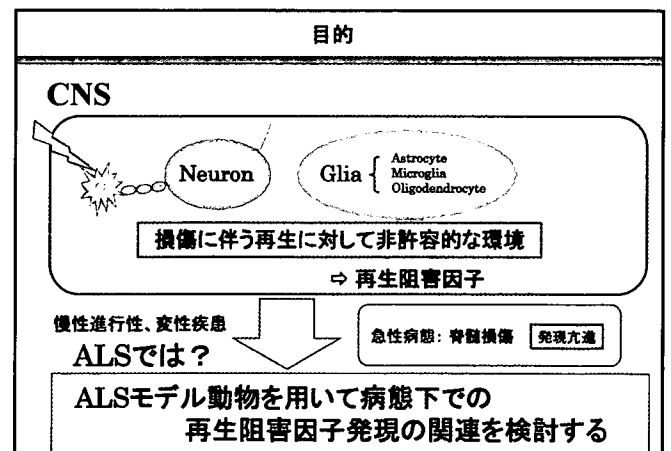 目的
CNS
Neuron
Glia {
Astrocyte
Microglia
Oligodendrocyte
損傷に伴う再生に対して非許容的な環境
⇨ 再生阻害因子
慢性進行性、変性疾患
ALSでは？
急性病態: 脊髄損傷 発現亢進
ALSモデル動物を用いて病態下での
再生阻害因子発現の関連を検討する